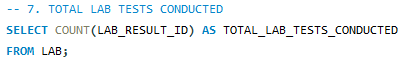 -- 7. TOTAL LAB TESTS CONDUCTED
SELECT COUNT(LAB_RESULT_ID) AS TOTAL_LAB_TESTS_CONDUCTED
FROM LAB;